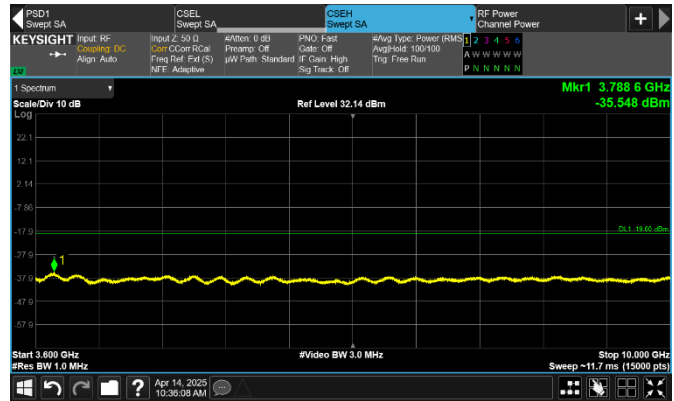 PSD1
Swept SA
CSEL
Swept SA
CSEH
Swept SA
RF Power
Channel Power
KEYSIGHT
Input: RF
Coupling: DC
Align: Auto
Input Z: 50 Ω
Corr CCorr RCal
Freq Ref: Ext (S)
NFE: Adaptive
#Atten: 0 dB
Preamp: Off
µW Path: Standard
PNO: Fast
Gate: Off
IF Gain: High
Sig Track: Off
#Avg Type: Power (RMS
Avg|Hold: 100/100
Trig: Free Run
1 2 3 4 5 6
A W W W W W
P N N N N N
LXI
1 Spectrum
Mkr1 3.788 6 GHz
Scale/Div 10 dB
Ref Level 32.14 dBm
-35.548 dBm
Log
22.1
12.1
2.14
-7.86
-17.9
DL1 -19.00 dBm
-27.9
1
-37.9
-47.9
-57.9
Start 3.600 GHz
#Video BW 3.0 MHz
Stop 10.000 GHz
#Res BW 1.0 MHz
Sweep ~11.7 ms (15000 pts)
?
Apr 14, 2025
10:36:08 AM